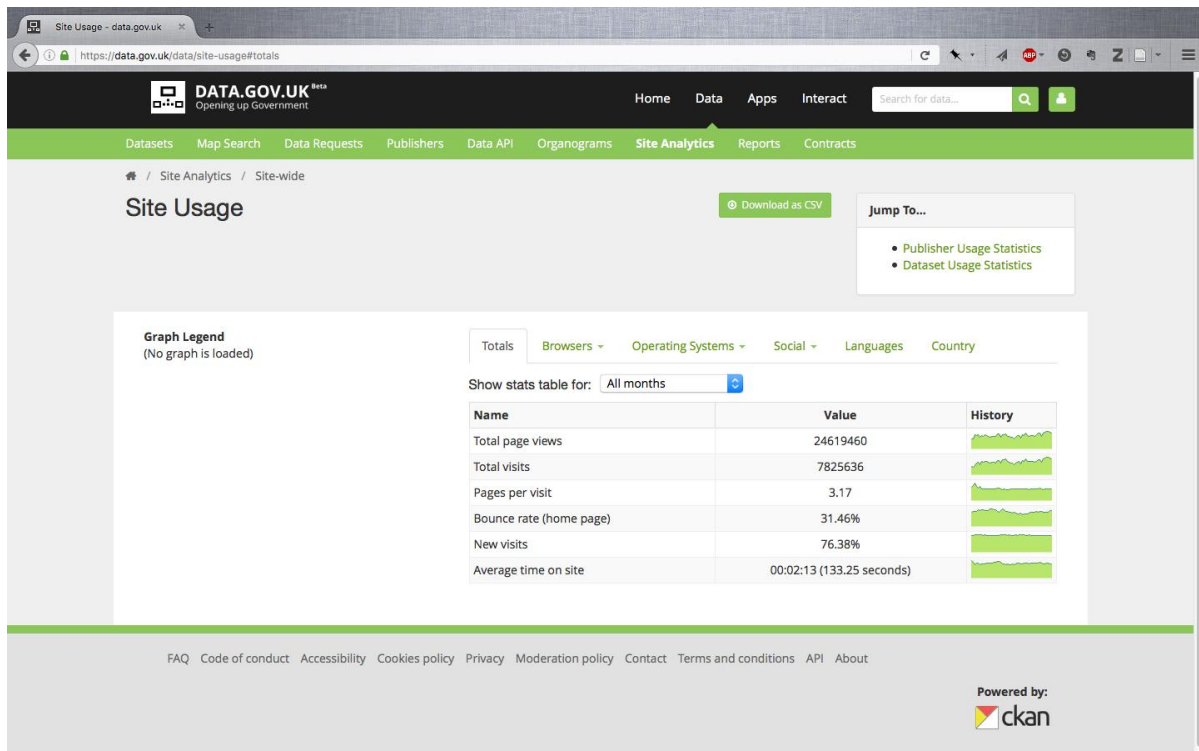 Site Usage - data.gov.uk
https://data.gov.uk/data/site-usage#totals
ABP
Z
DATA.GOV.UK Beta
Opening up Government
Home Data Apps Interact Search for data...
Datasets Map Search Data Requests Publishers Data API Organograms Site Analytics Reports Contracts
/ Site Analytics / Site-wide
Site Usage
Download as CSV
Jump To...
Publisher Usage Statistics
Dataset Usage Statistics
Graph Legend
(No graph is loaded)
Totals Browsers Operating Systems Social Languages Country
Show stats table for: All months
Name Value History
Total page views 24619460
Total visits 7825636
Pages per visit 3.17
Bounce rate (home page) 31.46%
New visits 76.38%
Average time on site 00:02:13 (133.25 seconds)
FAQ Code of conduct Accessibility Cookies policy Privacy Moderation policy Contact Terms and conditions API About
Powered by:
ckan